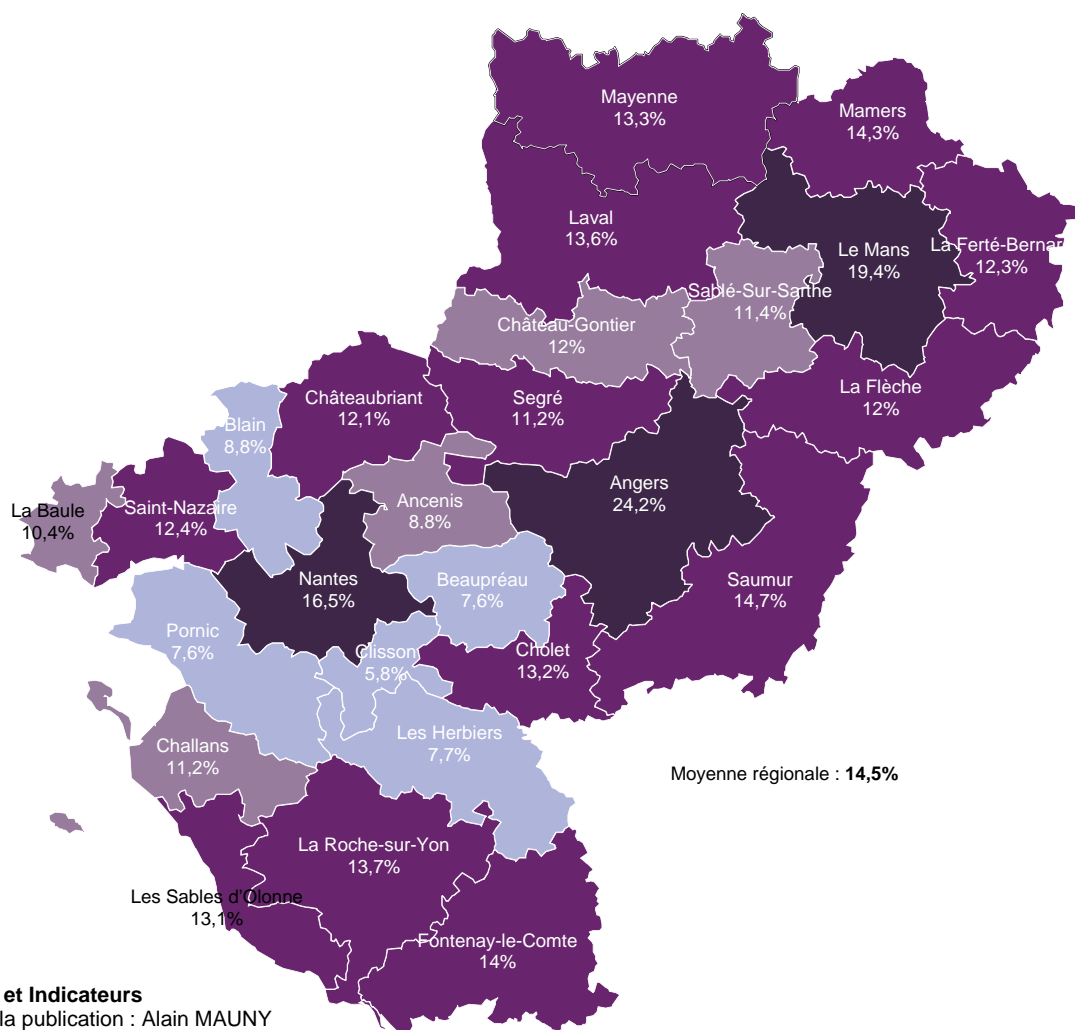 Mayenne
13,3%
Mamers
14,3%
Laval
13,6%
Le Mans
19,4%
La Ferté-Bernar
12,3%
Sablé-Sur-Sarthe
11,4%
Château-Gontier
12%
La Flèche
12%
Châteaubriant
12,1%
Segré
11,2%
Blain
8,8%
Angers
24,2%
Ancenis
8.8%
La Baule
10,4%
Saint-Nazaire
12,4%
Nantes
16,5%
Beaupréau
7,6%
Saumur
14,7%
Pornic
7,6%
Clisson
5,8%
Cholet
13,2%
Les Herbiers
7,7%
Challans
11,2%
Moyenne régionale : 14,5%
La Roche-sur-Yon
13,7%
Les Sables d'Olonne
13,1%
Fontenay-le-Comte
14%
et Indicateurs
la publication : Alain MAUNY